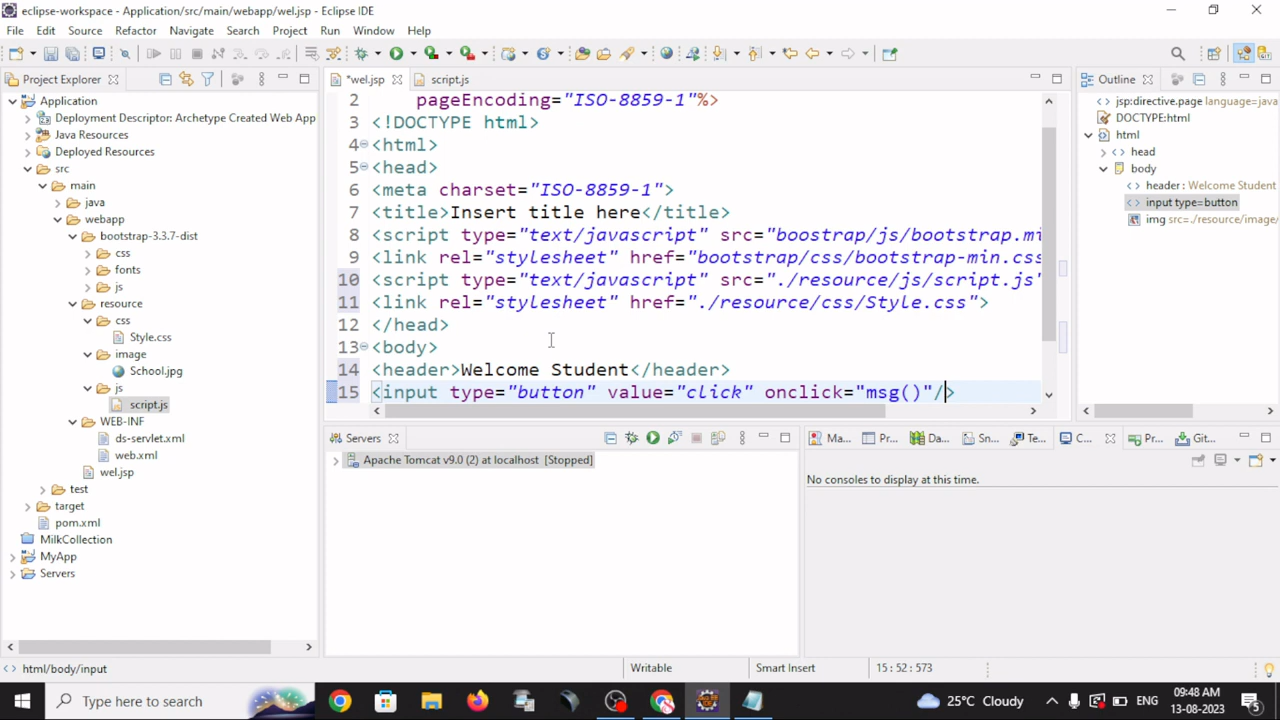 eclipse-workspace - Application/src/main/webapp/wel.jsp - Eclipse IDE
File Edit Source Refactor Navigate Search Project Run Window Help
Project Explorer
Application
Deployment Descriptor: Archetype Created Web App
Java Resources
Deployed Resources
src
main
java
webapp
bootstrap-3.3.7-dist
css
fonts
js
resource
css
Style.css
image
School.jpg
js
script.js
WEB-INF
ds-servlet.xml
web.xml
wel.jsp
test
target
pom.xml
MilkCollection
MyApp
Servers
*wel.jsp script.js
2 pageEncoding="ISO-8859-1"%>
3 <!DOCTYPE html>
4 <html>
5 <head>
6 <meta charset="ISO-8859-1">
7 <title>Insert title here</title>
8 <script type="text/javascript" src="boostrap/js/bootstrap.mi
9 <link rel="stylesheet" href="bootstrap/css/bootstrap-min.css
10 <script type="text/javascript" src="./resource/js/script.js"
11 <link rel="stylesheet" href="./resource/css/Style.css">
12 </head>
13 <body>
14 <header>Welcome Student</header>
15 <input type="button" value="click" onclick="msg()"/>
Outline
jsp:directive.page language=java
DOCTYPE:html
html
head
body
header : Welcome Student
input type=button
img src=./resource/image/
Servers
Apache Tomcat v9.0 (2) at localhost [Stopped]
Ma... Pr... Da... Sn... Te... C... Pr... Git...
No consoles to display at this time.
html/body/input Writable Smart Insert 15 : 52 : 573
Type here to search
25°C Cloudy ENG 09:48 AM
13-08-2023
5